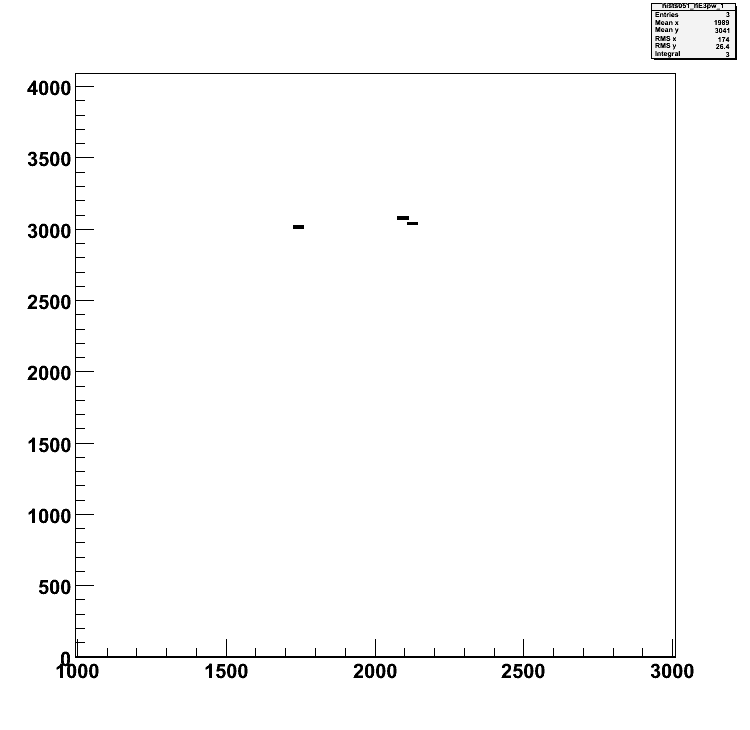 hists051_hE3pw_1
Entries 3
Mean x 1989
Mean y 3041
RMS x 174
RMS y 26.4
Integral 3
4000
3500
3000
2500
2000
1500
1000
500
0
1000 1500 2000 2500 3000